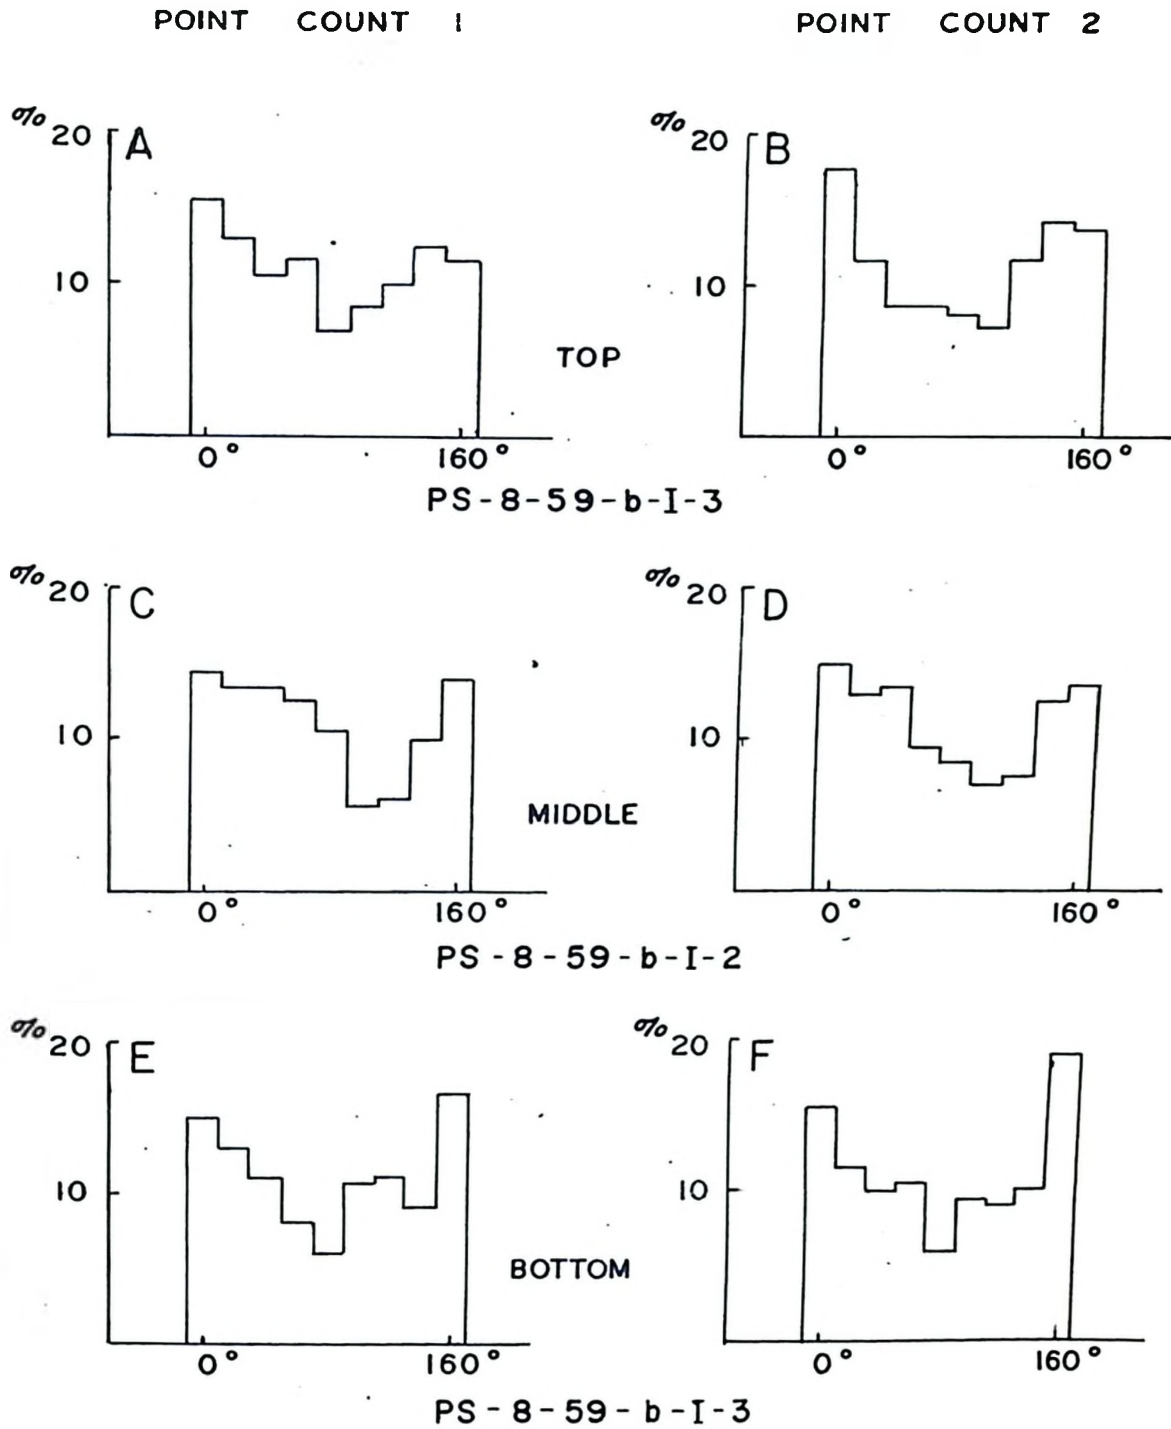 POINT COUNT 1 POINT COUNT 2
% 20 A % 20 B
10 10
TOP
0° 160° 0° 160°
PS-8-59-b-I-3
% 20 C % 20 D
10 10
MIDDLE
0° 160° 0° 160°
PS-8-59-b-I-2
% 20 E % 20 F
10 10
BOTTOM
0° 160° 0° 160°
PS-8-59-b-I-3